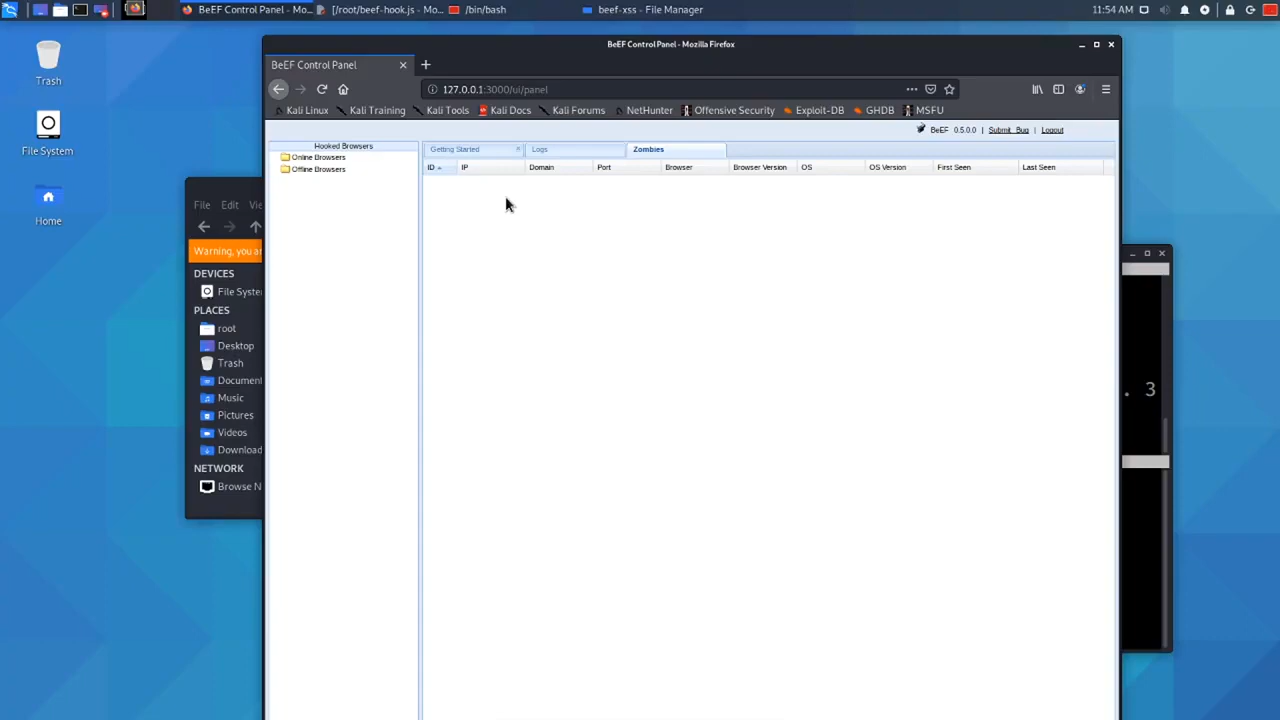 BeEF Control Panel - Mo...
[/root/beef-hook.js - Mo...
/bin/bash
beef-xss - File Manager
11:54 AM
Trash
File System
Home
File Edit Vie
Warning, you ar
DEVICES
File Syste
PLACES
root
Desktop
Trash
Document
Music
Pictures
Videos
Download
NETWORK
Browse N
BeEF Control Panel - Mozilla Firefox
BeEF Control Panel
127.0.0.1:3000/ui/panel
Kali Linux Kali Training Kali Tools Kali Docs Kali Forums NetHunter Offensive Security Exploit-DB GHDB MSFU
BeEF 0.5.0.0 | Submit Bug | Logout
Hooked Browsers
Online Browsers
Offline Browsers
Getting Started Logs Zombies
ID IP Domain Port Browser Browser Version OS OS Version First Seen Last Seen
. 3